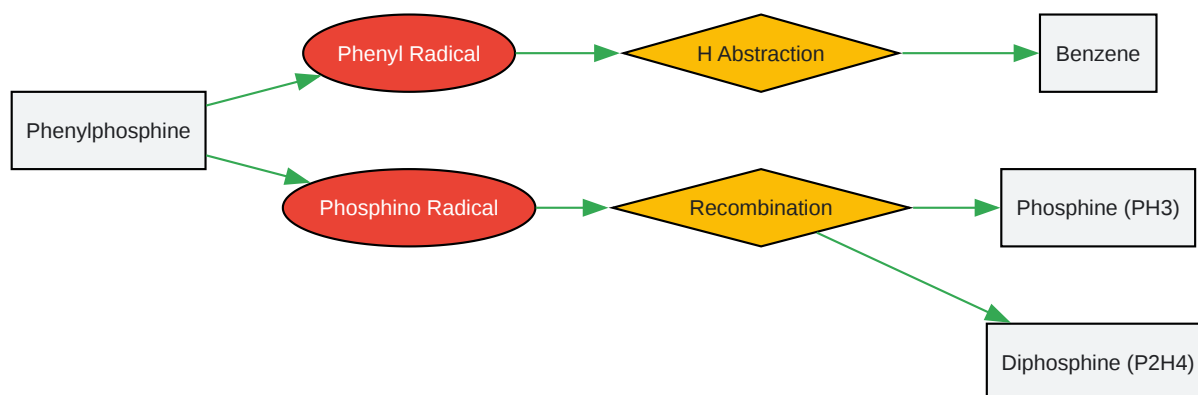 Phenyl Radical
H Abstraction
Benzene
Phenylphosphine
Phosphino Radical
Recombination
Phosphine (PH3)
Diphosphine (P2H4)